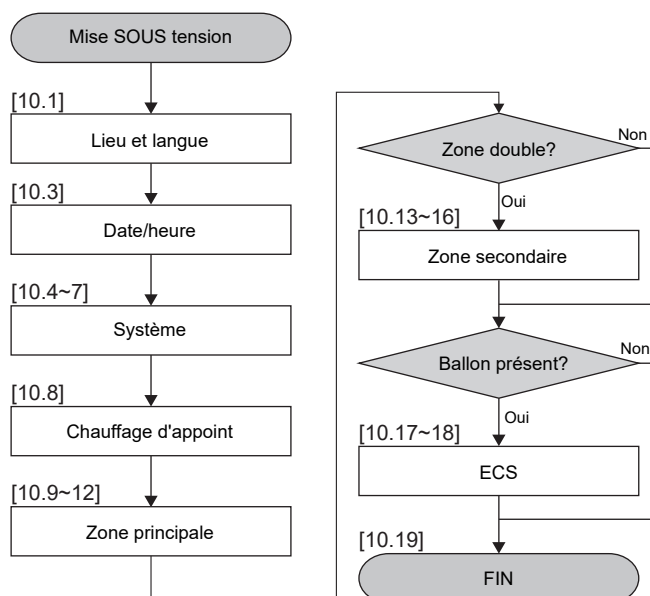 Mise SOUS tension
[10.1]
Lieu et langue
[10.3]
Date/heure
[10.4~7]
Système
[10.8]
Chauffage d'appoint
[10.9~12]
Zone principale
Zone double?
Non
Oui
[10.13~16]
Zone secondaire
Ballon présent?
Non
Oui
[10.17~18]
ECS
[10.19]
FIN